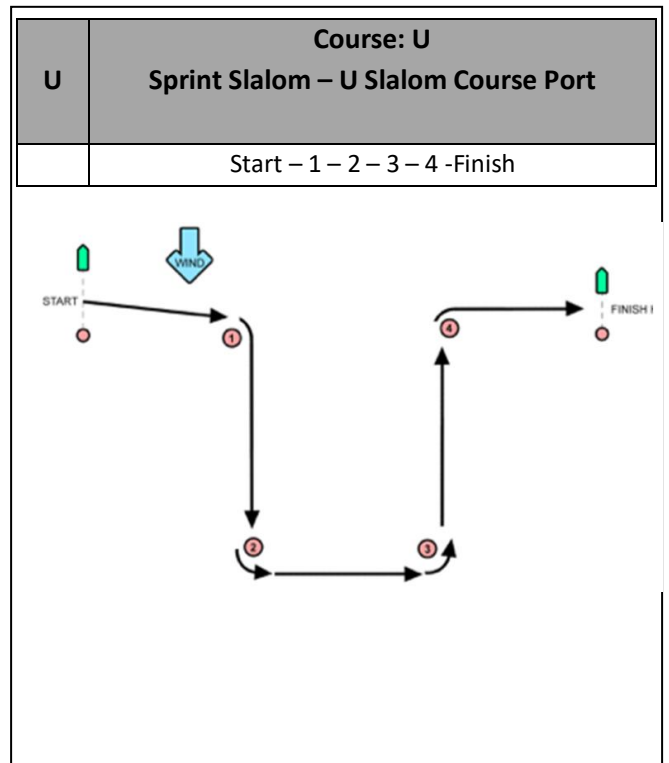 Course: U
U
Sprint Slalom – U Slalom Course Port
Start – 1 – 2 – 3 – 4 -Finish
WIND
START
FINISH I
1
4
2
3